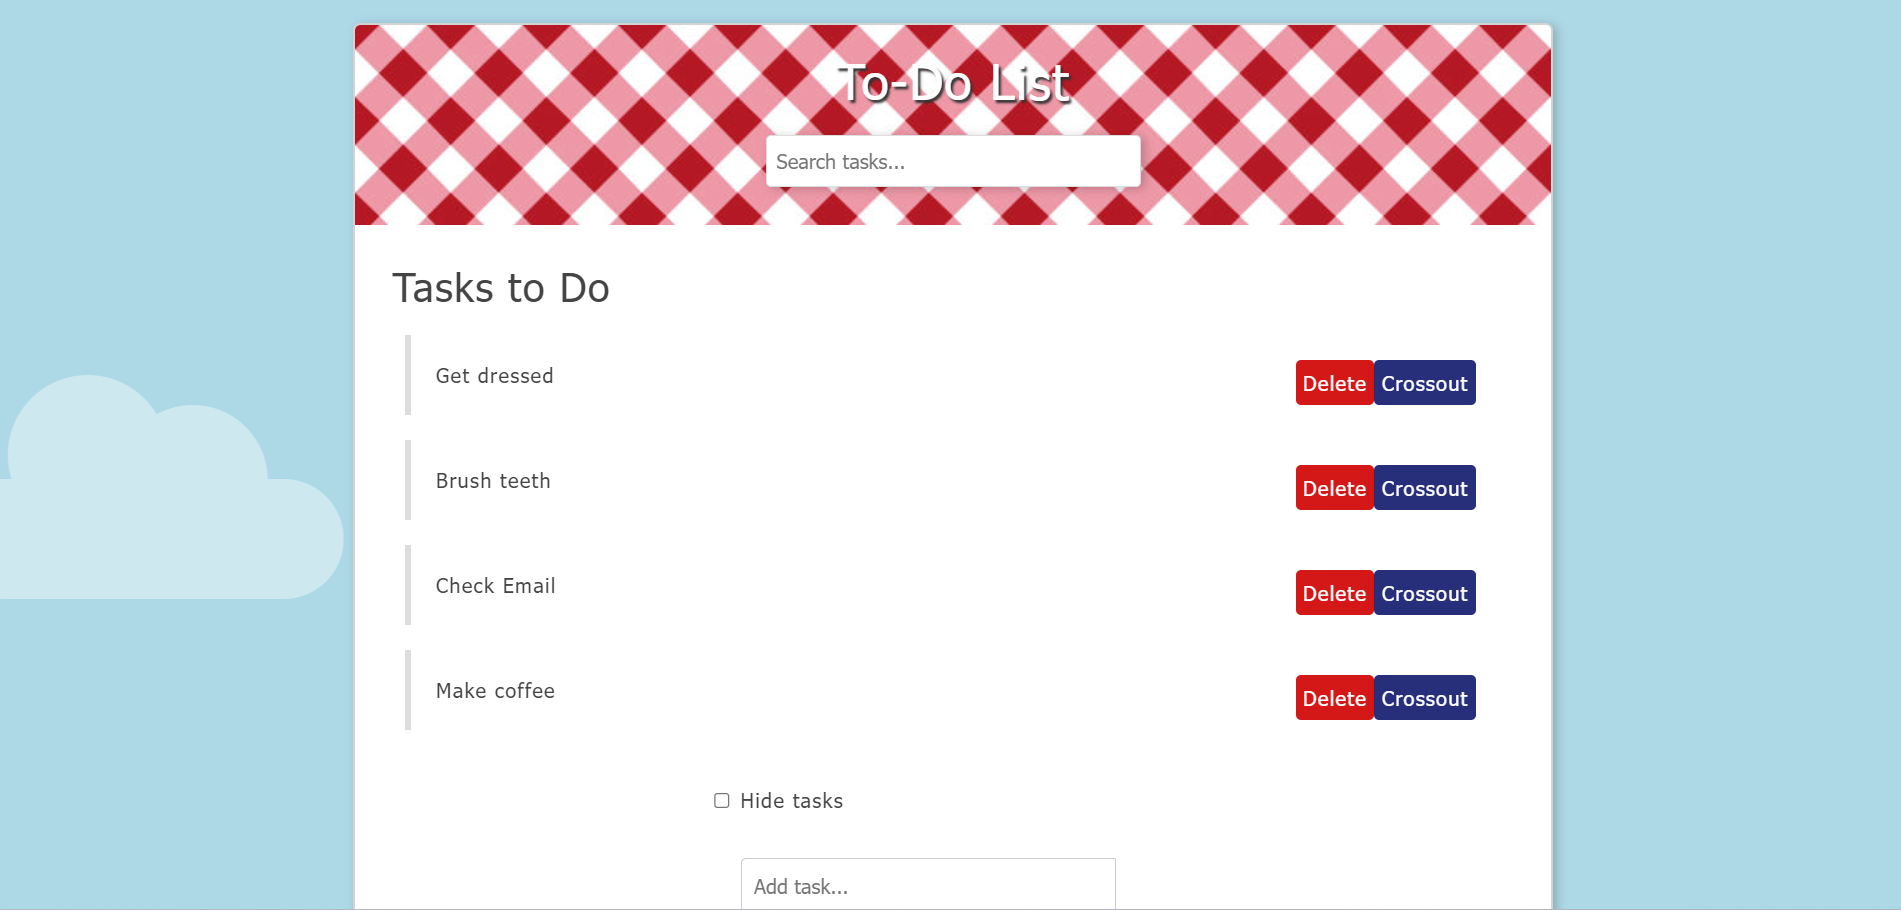 To-Do List
Search tasks...
Tasks to Do
Get dressed
Delete Crossout
Brush teeth
Delete Crossout
Check Email
Delete Crossout
Make coffee
Delete Crossout
Hide tasks
Add task...